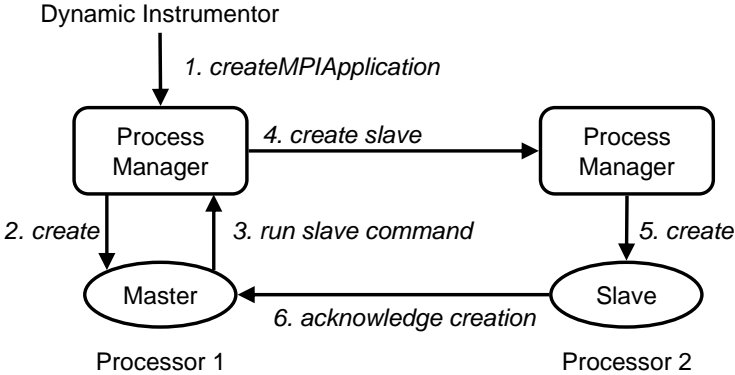 Dynamic Instrumentor
1. createMPIApplication
Process
Manager
4. create slave
Process
Manager
2. create
3. run slave command
5. create
Master
Slave
6. acknowledge creation
Processor 1
Processor 2